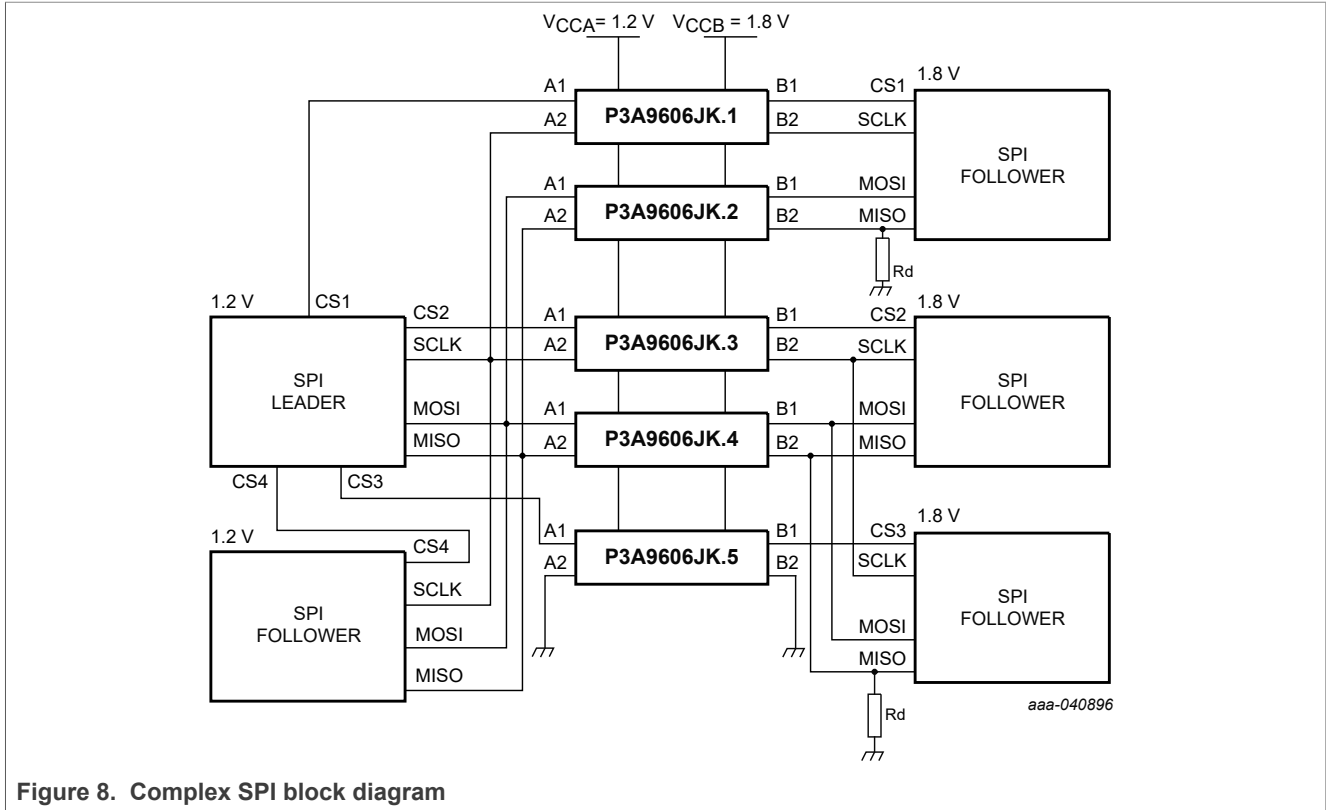 VCCA= 1.2 V VCCB = 1.8 V
1.8 V
A1 B1 CS1
P3A9606JK.1
A2 B2 SCLK
SPI
FOLLOWER
A1 B1 MOSI
P3A9606JK.2
A2 B2 MISO
Rd
1.2 V CS1 1.8 V
CS2 A1 B1 CS2
P3A9606JK.3
SCLK A2 B2 SCLK
SPI
LEADER
SPI
FOLLOWER
MOSI A1 B1 MOSI
P3A9606JK.4
MISO A2 B2 MISO
CS4 CS3
1.2 V 1.8 V
A1 B1 CS3
CS4
P3A9606JK.5
A2 B2 SCLK
SCLK
SPI
FOLLOWER
SPI
FOLLOWER
MOSI MOSI
MISO MISO
Rd
aaa-040896
Figure 8. Complex SPI block diagram